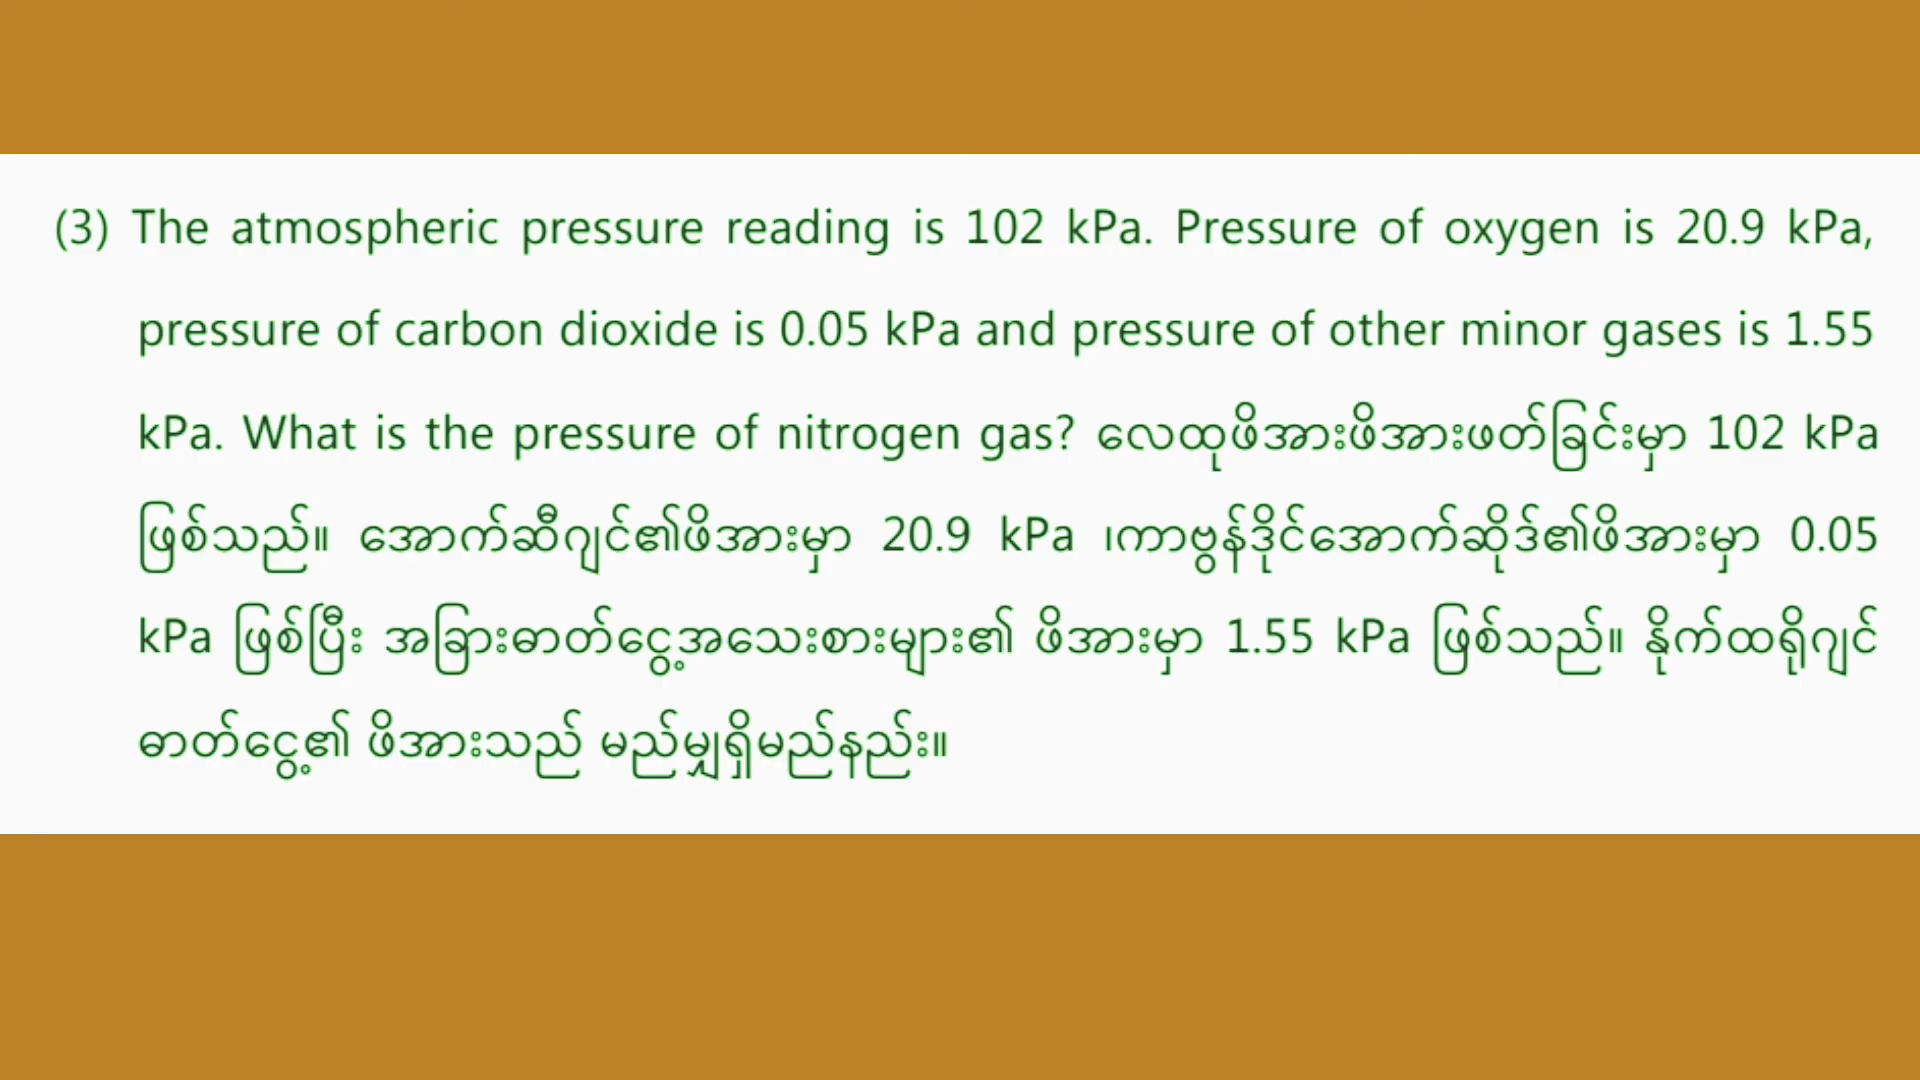 (3) The atmospheric pressure reading is 102 kPa. Pressure of oxygen is 20.9 kPa,
pressure of carbon dioxide is 0.05 kPa and pressure of other minor gases is 1.55
kPa. What is the pressure of nitrogen gas? လေထုဖိအားဖိအားဖတ်ခြင်းမှာ 102 kPa
ဖြစ်သည်။ အောက်ဆီဂျင်၏ဖိအားမှာ 20.9 kPa ၊ကာဗွန်ဒိုင်အောက်ဆိုဒ်၏ဖိအားမှာ 0.05
kPa ဖြစ်ပြီး အခြားဓာတ်ငွေ့အသေးစားများ၏ ဖိအားမှာ 1.55 kPa ဖြစ်သည်။ နိုက်ထရိုဂျင်
ဓာတ်ငွေ့၏ ဖိအားသည် မည်မျှရှိမည်နည်း။